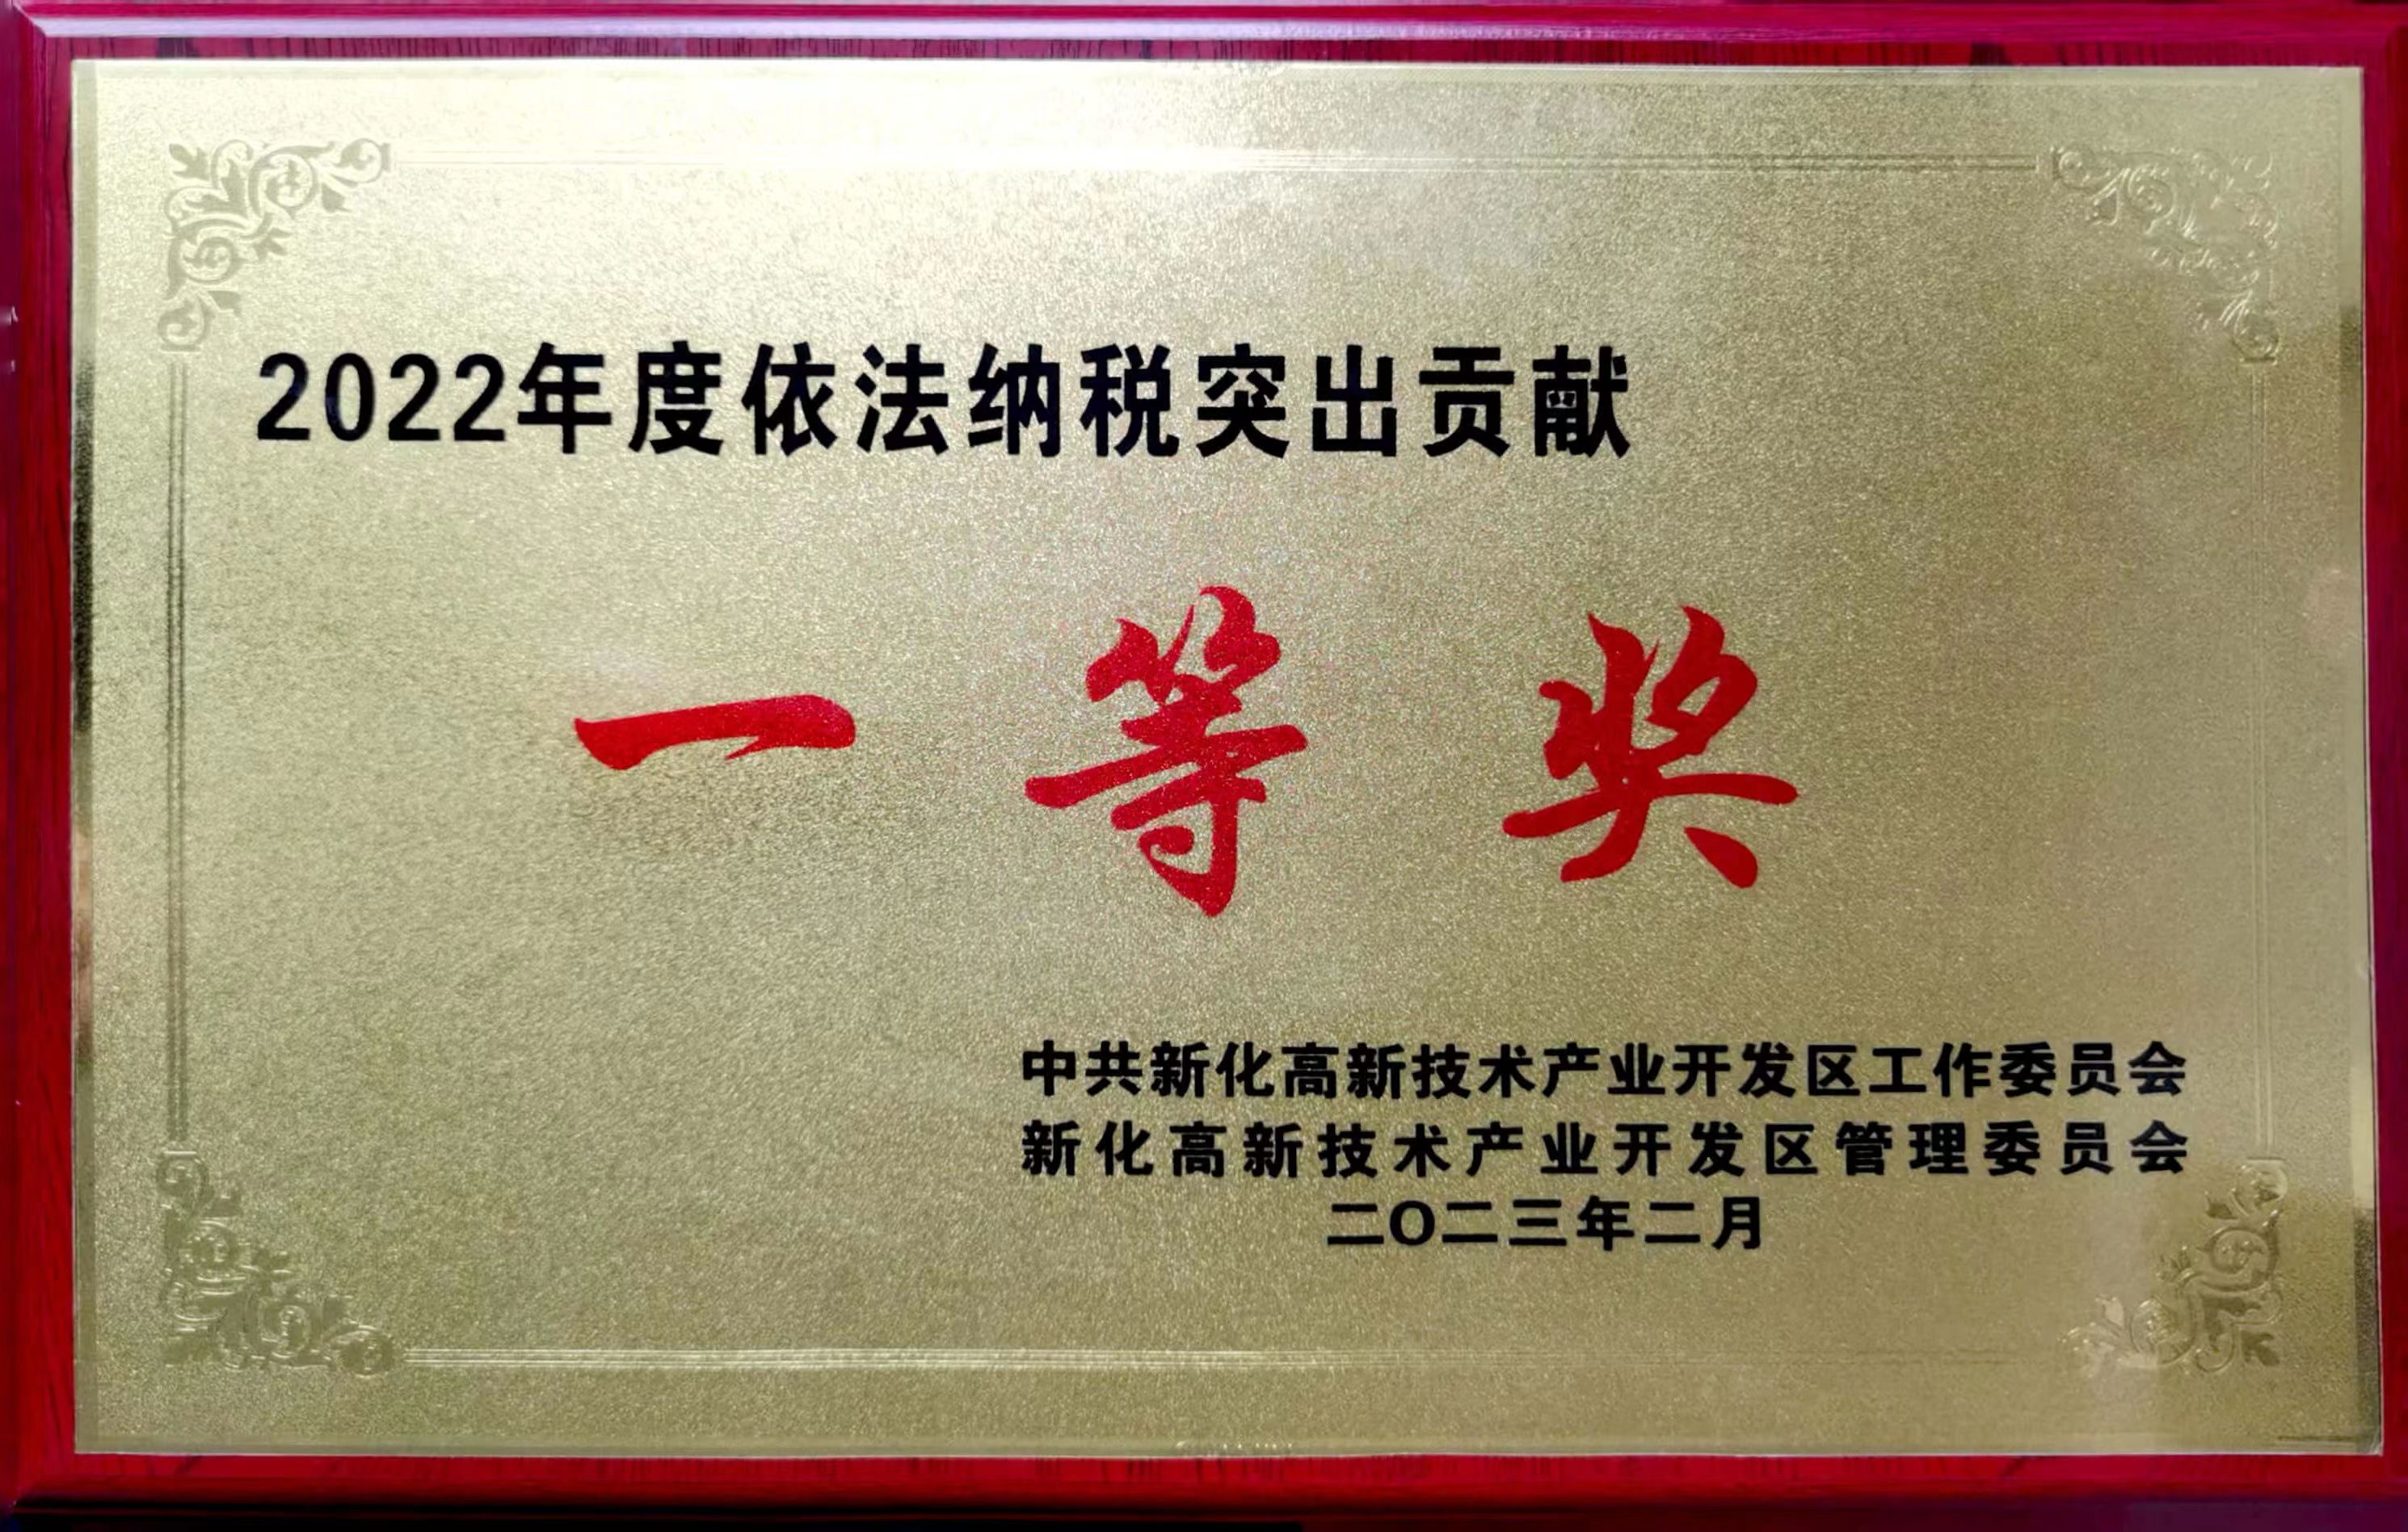 2022年度依法纳税突出贡献
一等奖
中共新化高新技术产业开发区工作委员会
新化高新技术产业开发区管理委员会
二O二三年二月